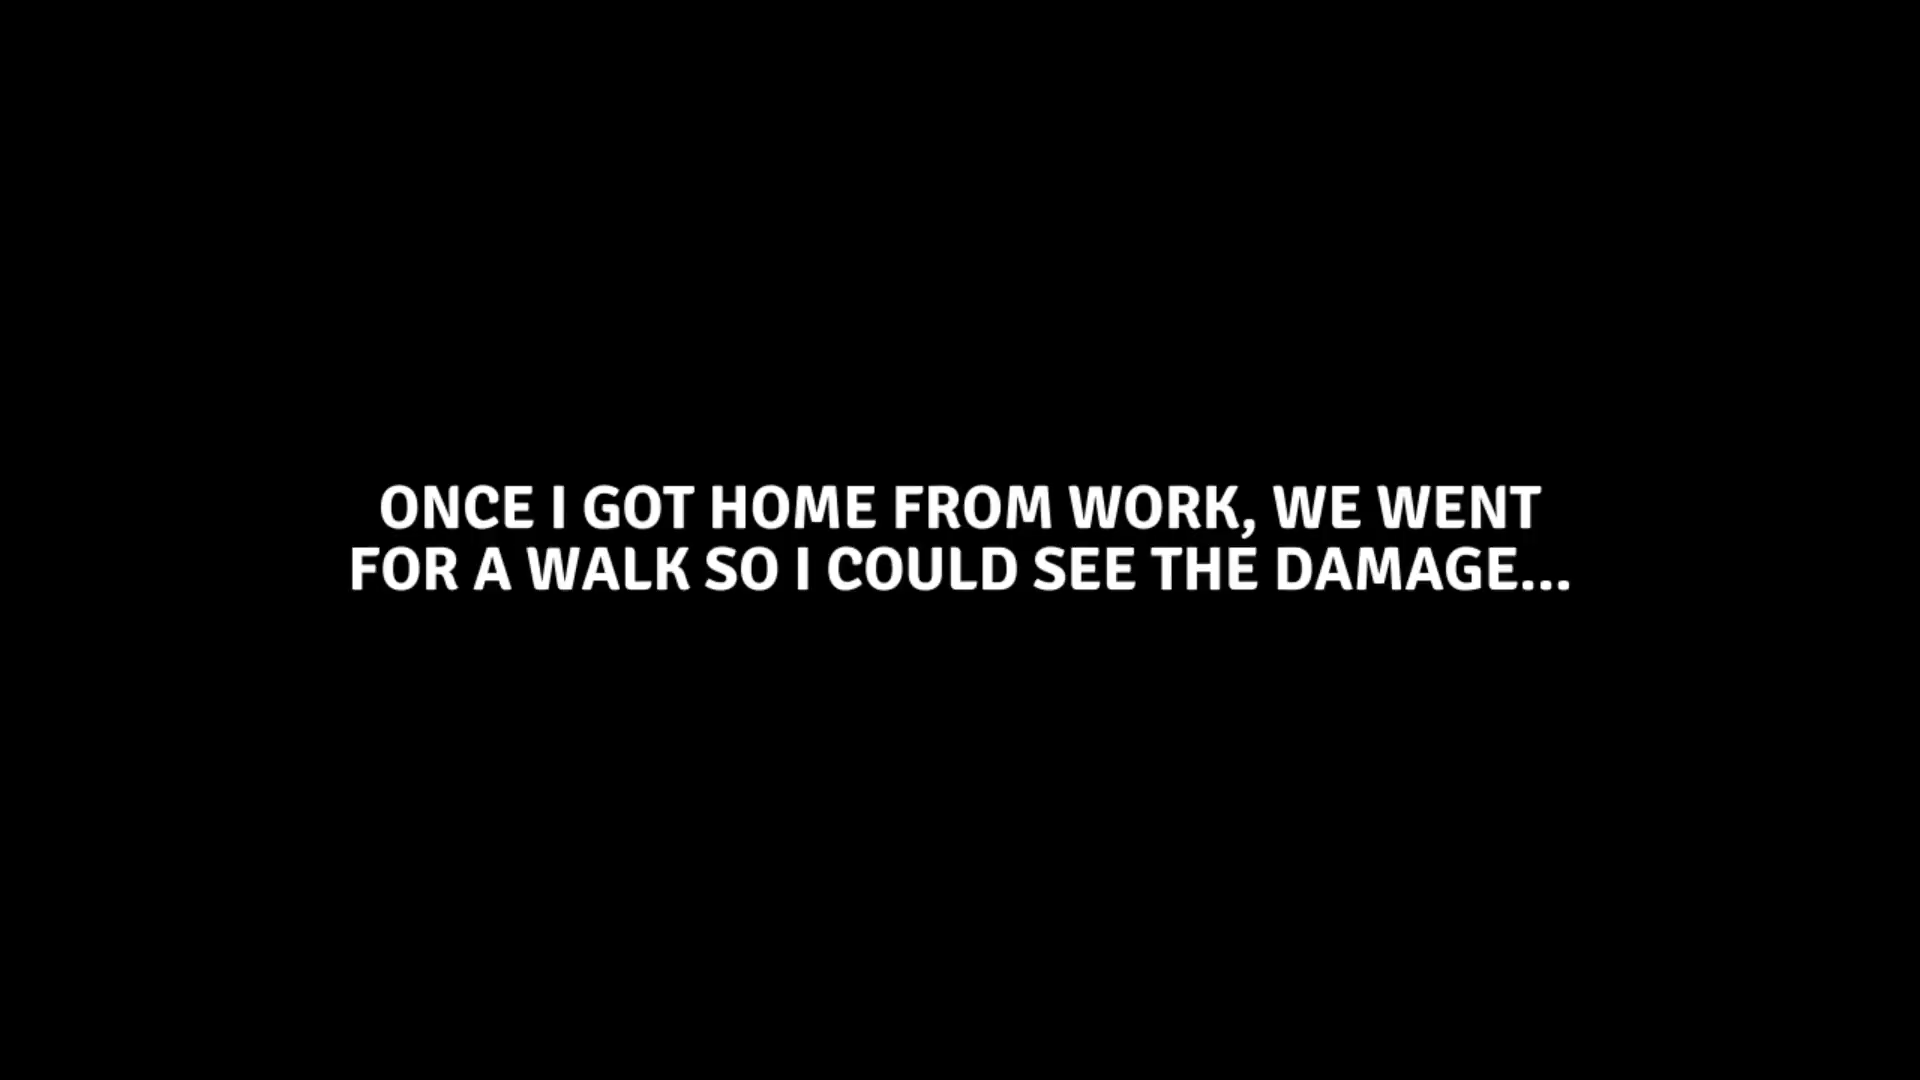 ONCE I GOT HOME FROM WORK, WE WENT
FOR A WALK SO I COULD SEE THE DAMAGE...